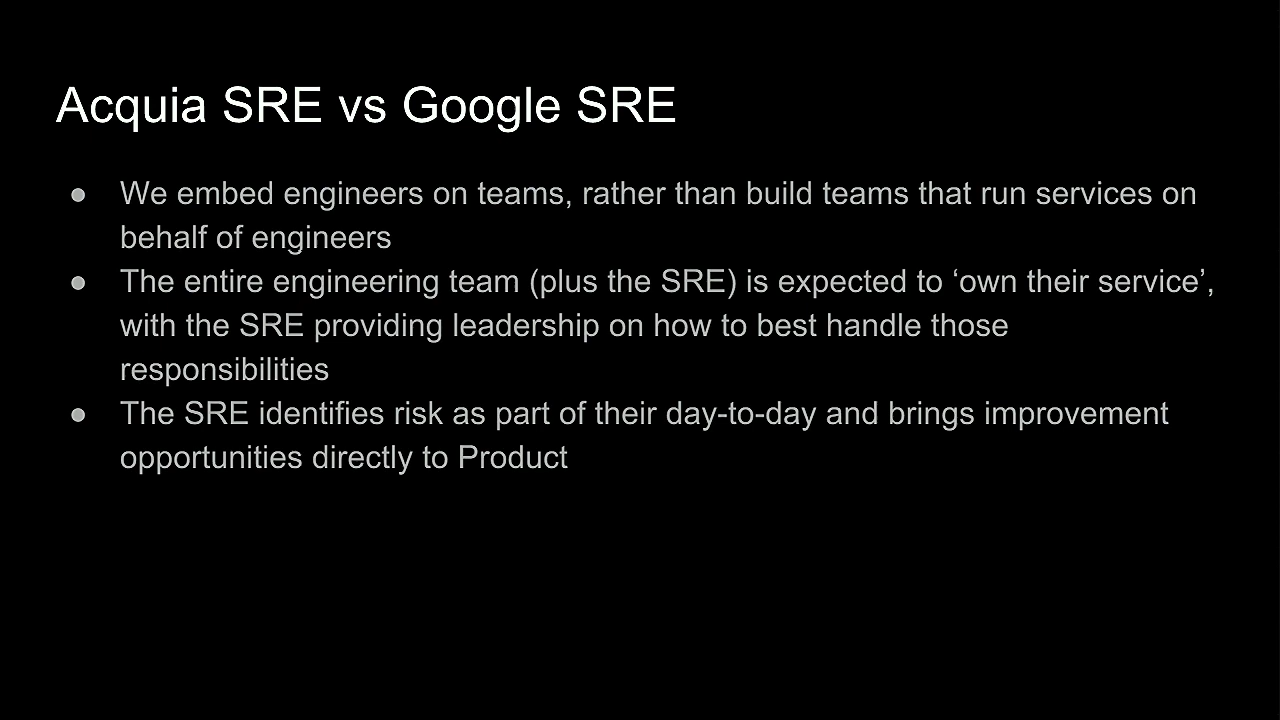 Acquia SRE vs Google SRE
● We embed engineers on teams, rather than build teams that run services on
behalf of engineers
● The entire engineering team (plus the SRE) is expected to ‘own their service’,
with the SRE providing leadership on how to best handle those
responsibilities
● The SRE identifies risk as part of their day-to-day and brings improvement
opportunities directly to Product